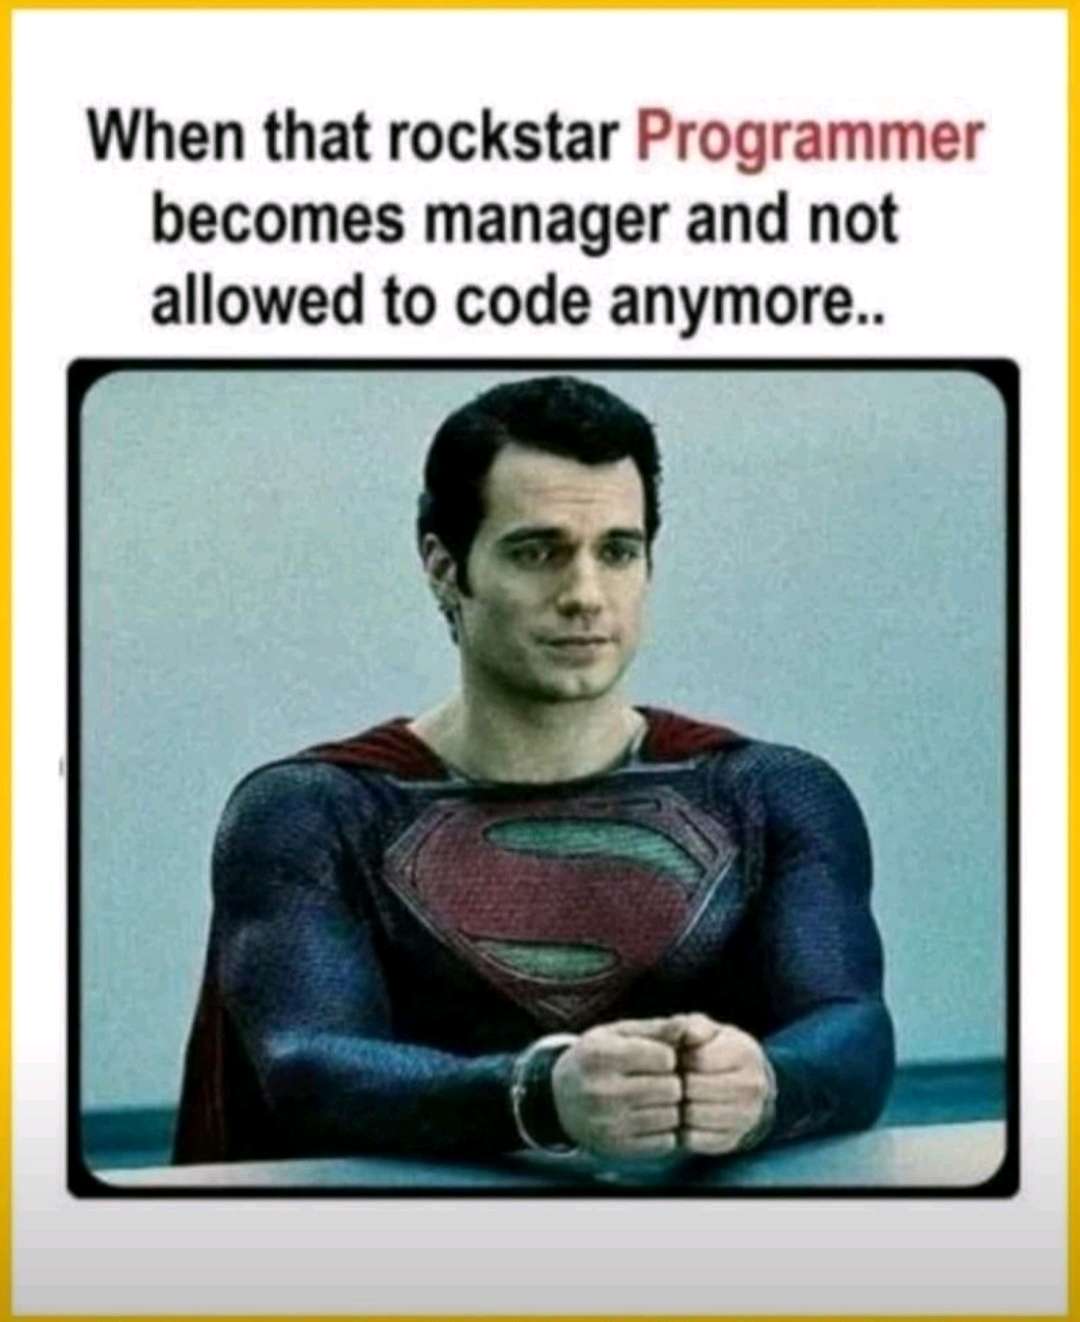 When that rockstar Programmer
becomes manager and not
allowed to code anymore..